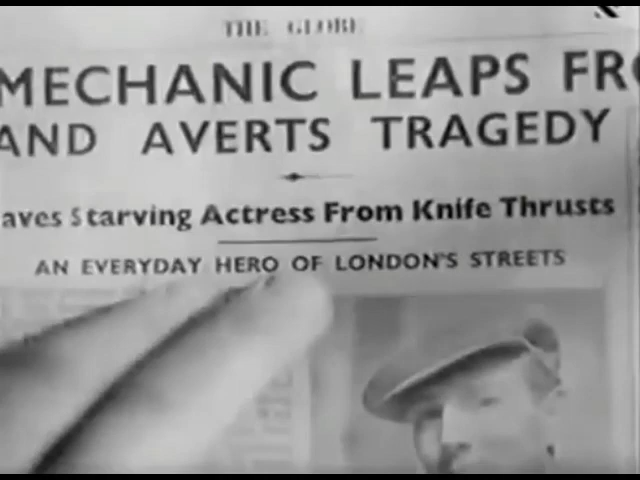 THE GLOBE
MECHANIC LEAPS FRO
AND AVERTS TRAGEDY
aves Starving Actress From Knife Thrusts
AN EVERYDAY HERO OF LONDON'S STREETS